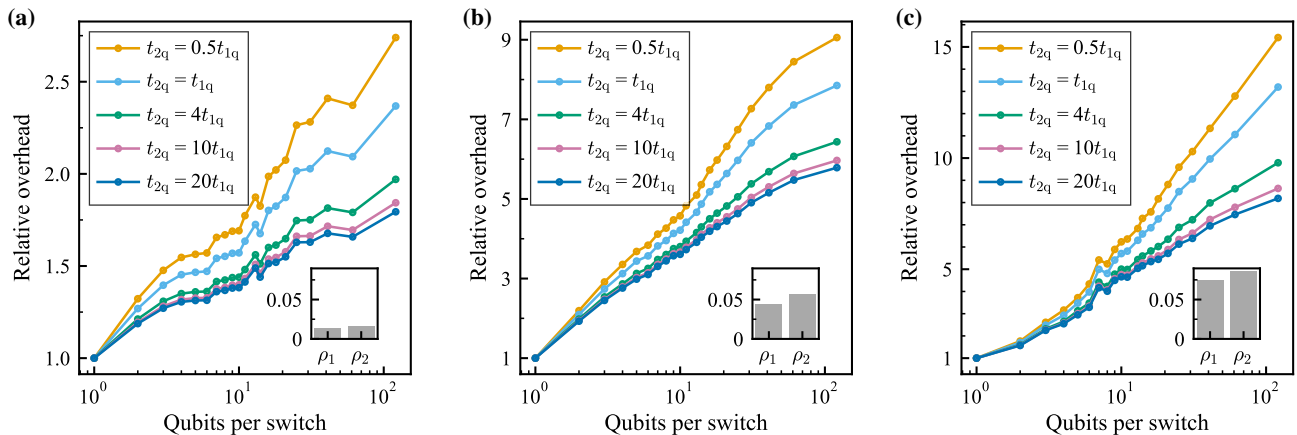 (a)
Relative overhead
2.5
2.0
1.5
1.0
t2q = 0.5t1q
t2q = t1q
t2q = 4t1q
t2q = 10t1q
t2q = 20t1q
0.05
0
ρ1 ρ2
10^0 10^1 10^2
Qubits per switch
(b)
Relative overhead
9
7
5
3
1
t2q = 0.5t1q
t2q = t1q
t2q = 4t1q
t2q = 10t1q
t2q = 20t1q
0.05
0
ρ1 ρ2
10^0 10^1 10^2
Qubits per switch
(c)
Relative overhead
15
10
5
1
t2q = 0.5t1q
t2q = t1q
t2q = 4t1q
t2q = 10t1q
t2q = 20t1q
0.05
0
ρ1 ρ2
10^0 10^1 10^2
Qubits per switch